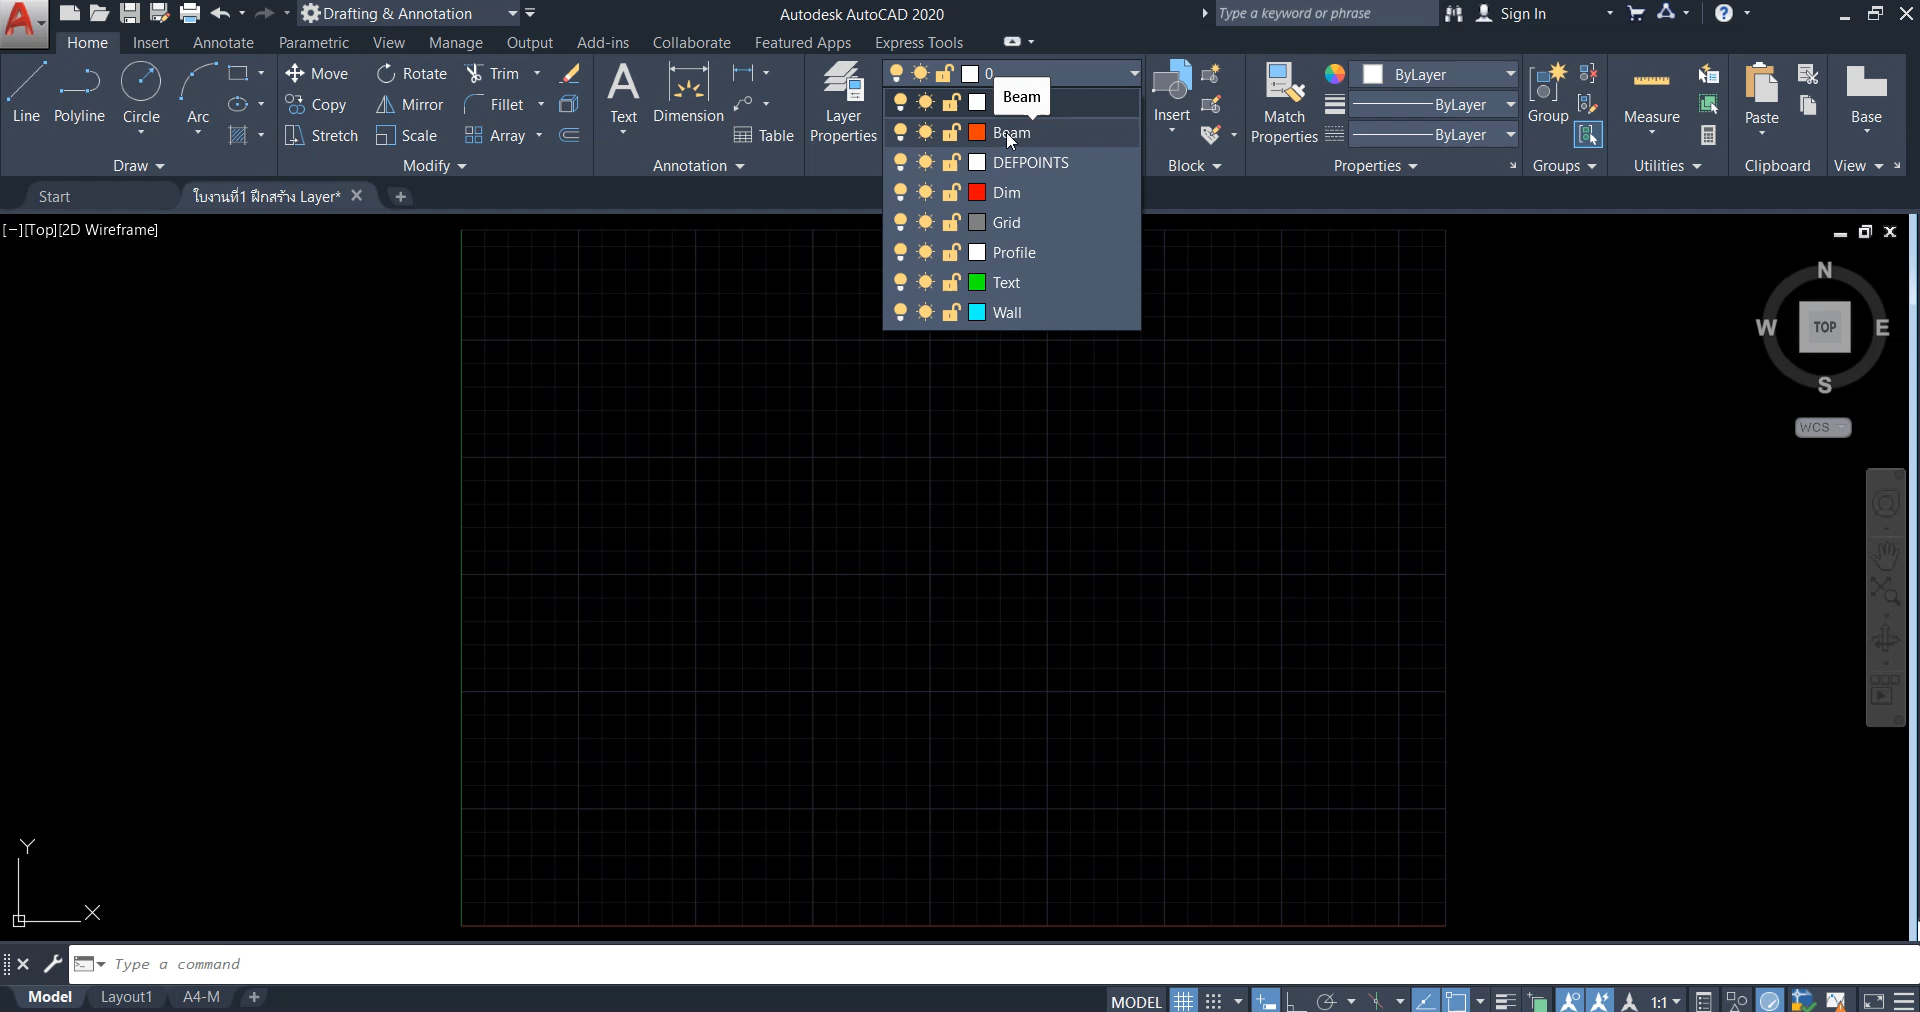 Drafting & Annotation
Autodesk AutoCAD 2020
Type a keyword or phrase
Sign In
Home
Insert
Annotate
Parametric
View
Manage
Output
Add-ins
Collaborate
Featured Apps
Express Tools
Line
Polyline
Circle
Arc
Draw
Move
Rotate
Trim
Copy
Mirror
Fillet
Stretch
Scale
Array
Modify
Text
Dimension
Table
Annotation
Layer
Properties
0
Beam
Beam
DEFPOINTS
Dim
Grid
Profile
Text
Wall
Insert
Block
Match
Properties
ByLayer
ByLayer
ByLayer
Properties
Group
Groups
Measure
Utilities
Paste
Clipboard
Base
View
Start
ใบงานที่1 ฝึกสร้าง Layer*
[−][Top][2D Wireframe]
N
W
TOP
E
S
WCS
Y
X
Type a command
Model
Layout1
A4-M
MODEL
1:1